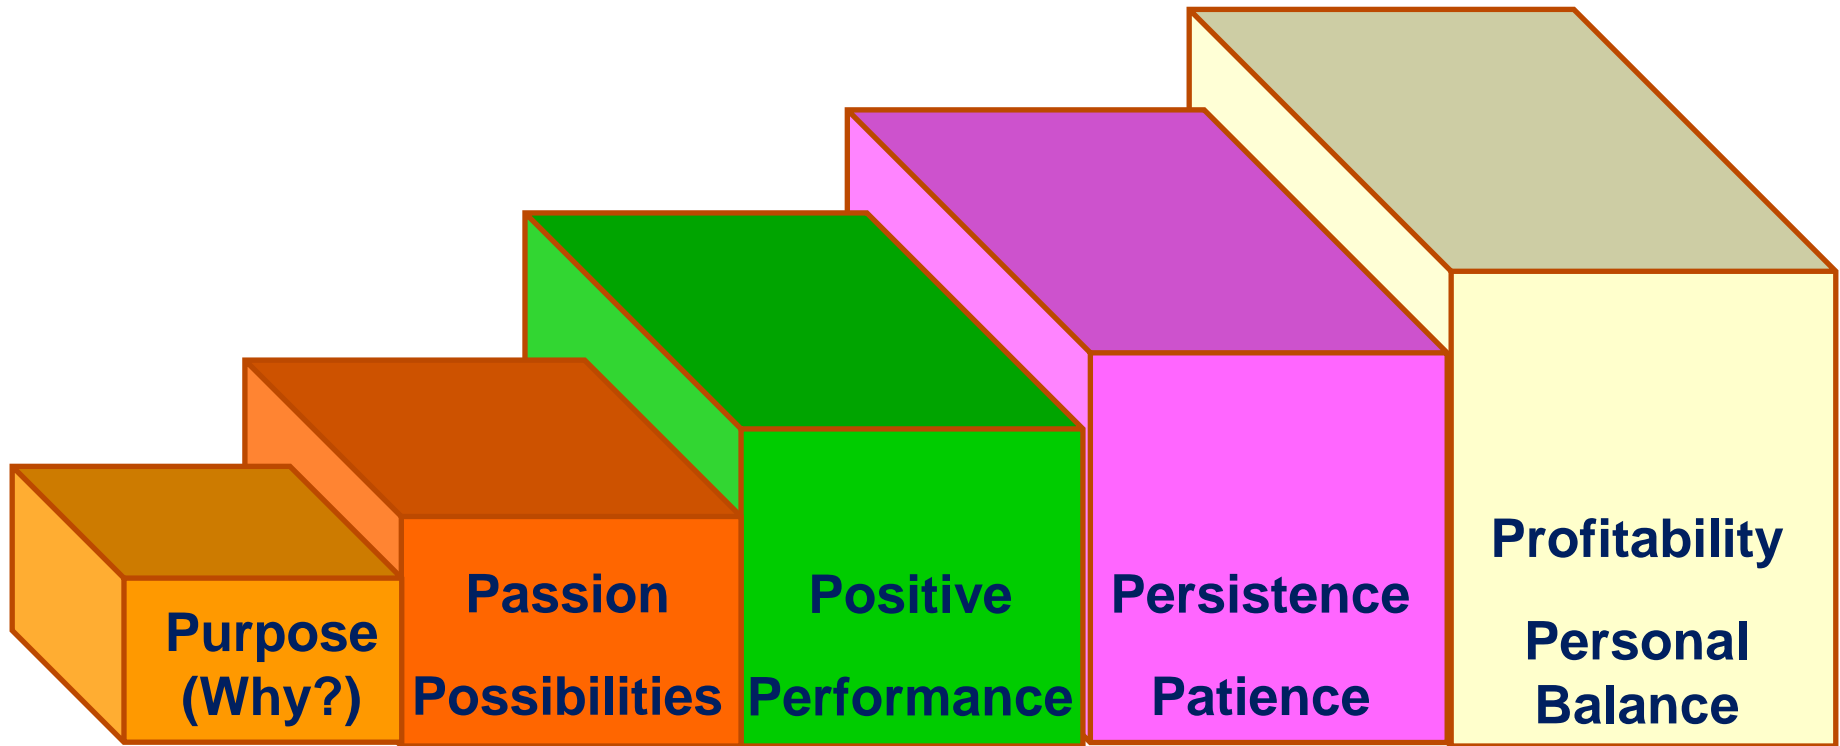 Purpose
(Why?)
Passion
Possibilities
Positive
Performance
Persistence
Patience
Profitability
Personal
Balance